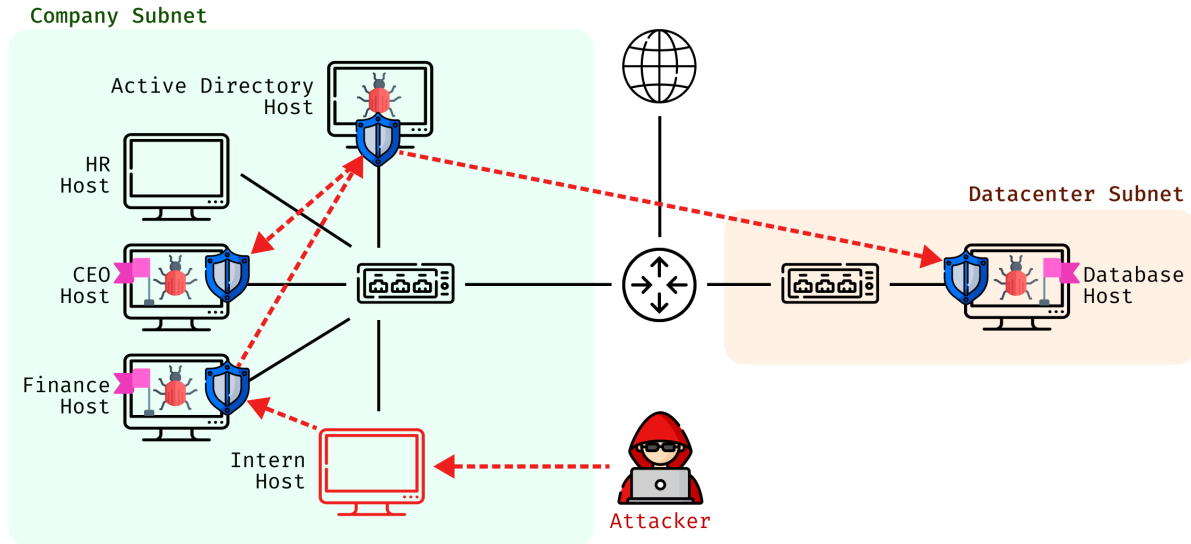 Company Subnet
Active Directory
Host
HR
Host
CEO
Host
Finance
Host
Intern
Host
Datacenter Subnet
Database
Host
Attacker